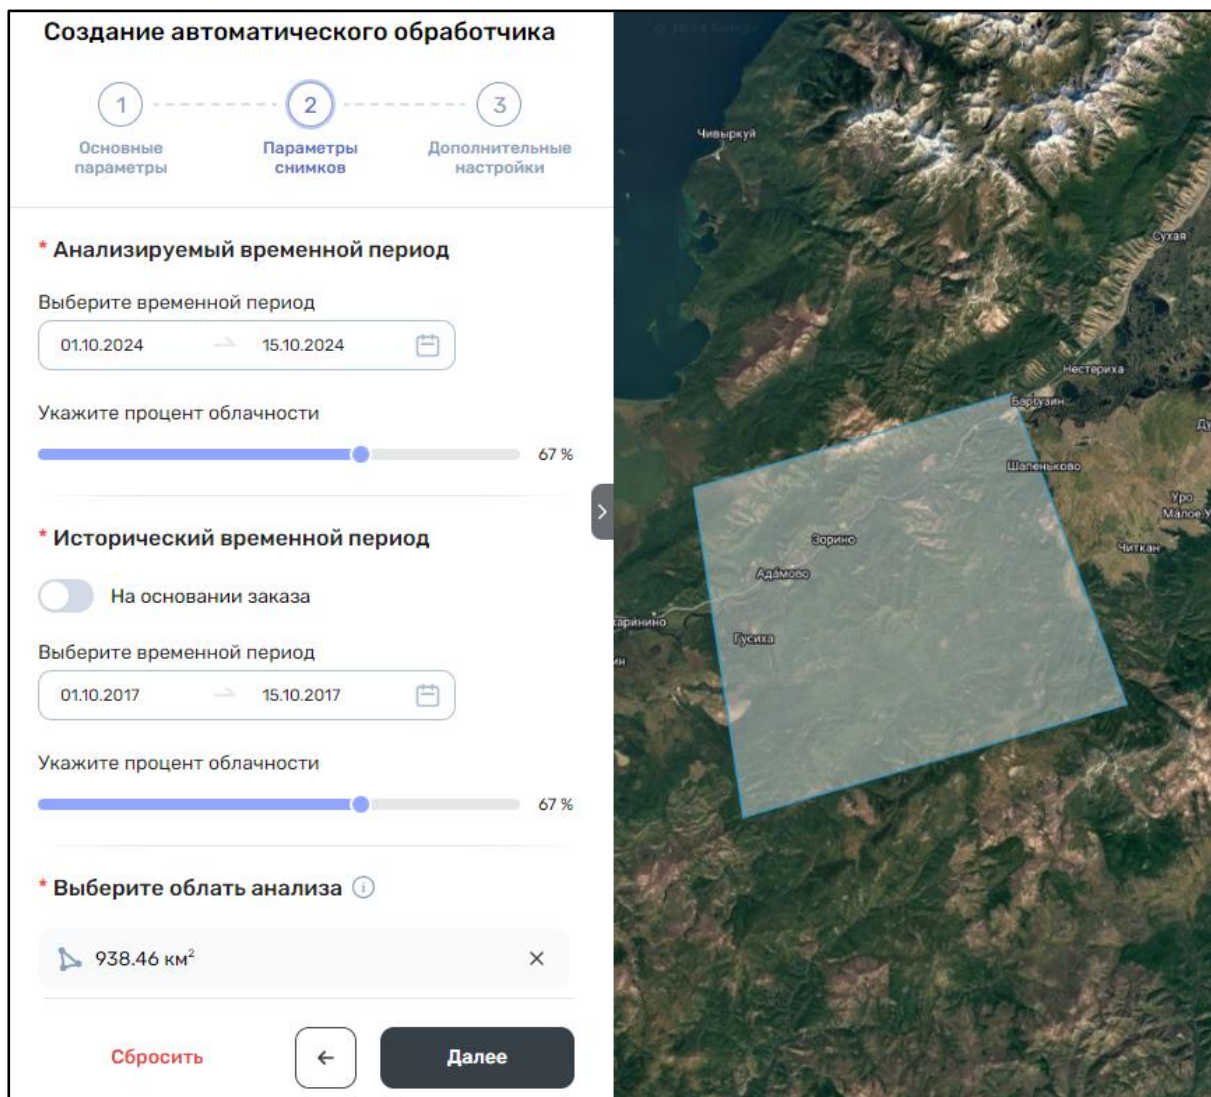 Создание автоматического обработчика
1
2
3
Основные
параметры
Параметры
снимков
Дополнительные
настройки
* Анализируемый временной период
Выберите временной период
01.10.2024
15.10.2024
Укажите процент облачности
67 %
* Исторический временной период
На основании заказа
Выберите временной период
01.10.2017
15.10.2017
Укажите процент облачности
67 %
* Выберите облать анализа
938.46 км²
Сбросить
Далее
Чивыркуй
Сухая
Нестериха
Баргузин
Шапеньково
Уро
Малое
Читкан
Зорино
Адамово
Гусиха